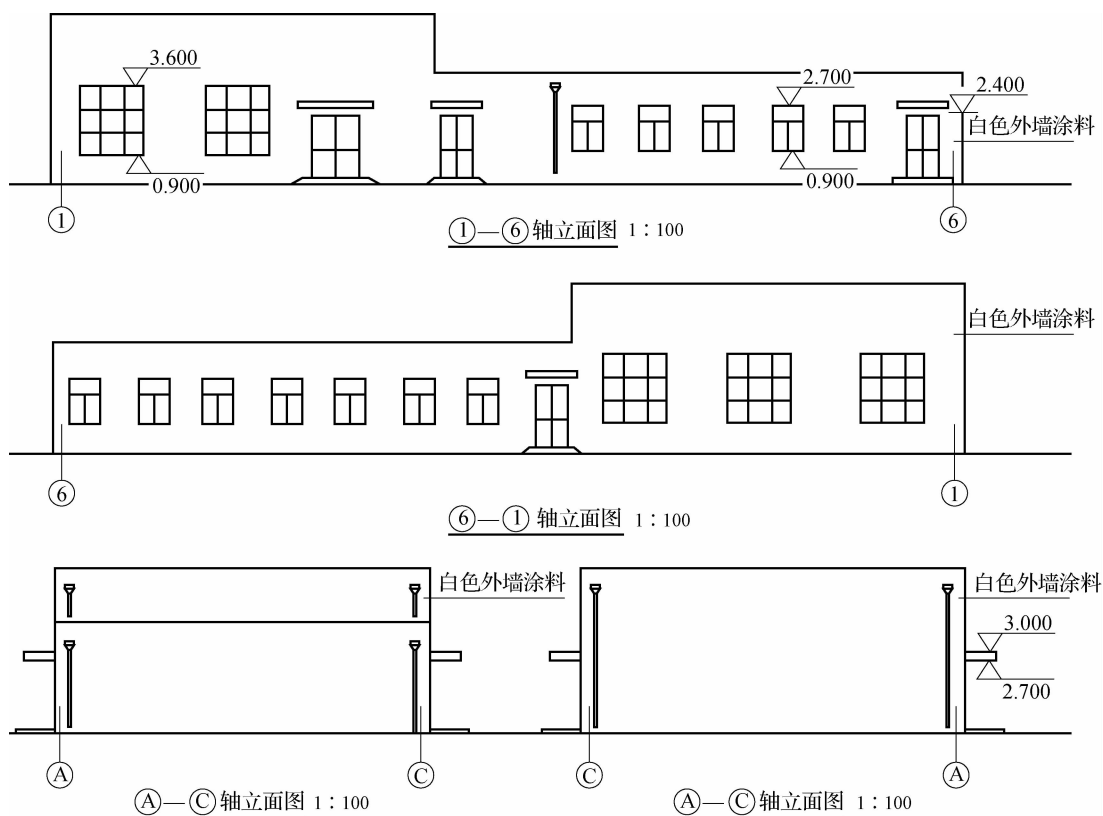 3.600
2.700
2.400
白色外墙涂料
0.900
0.900
1
6
①—⑥轴立面图 1：100
白色外墙涂料
6
1
⑥—① 轴立面图 1：100
白色外墙涂料
白色外墙涂料
3.000
2.700
A
C
C
A
Ⓐ—Ⓒ轴立面图 1：100
Ⓐ—Ⓒ轴立面图 1：100